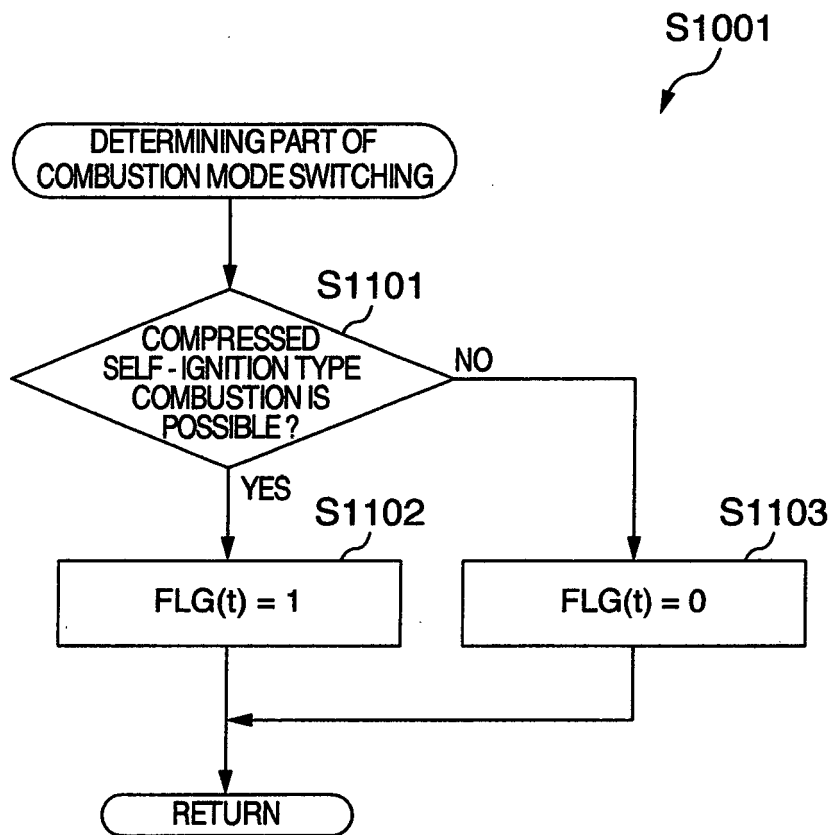 S1001
DETERMINING PART OF
COMBUSTION MODE SWITCHING
S1101
COMPRESSED
SELF - IGNITION TYPE
COMBUSTION IS
POSSIBLE ?
NO
YES
S1102
S1103
FLG(t) = 1
FLG(t) = 0
RETURN